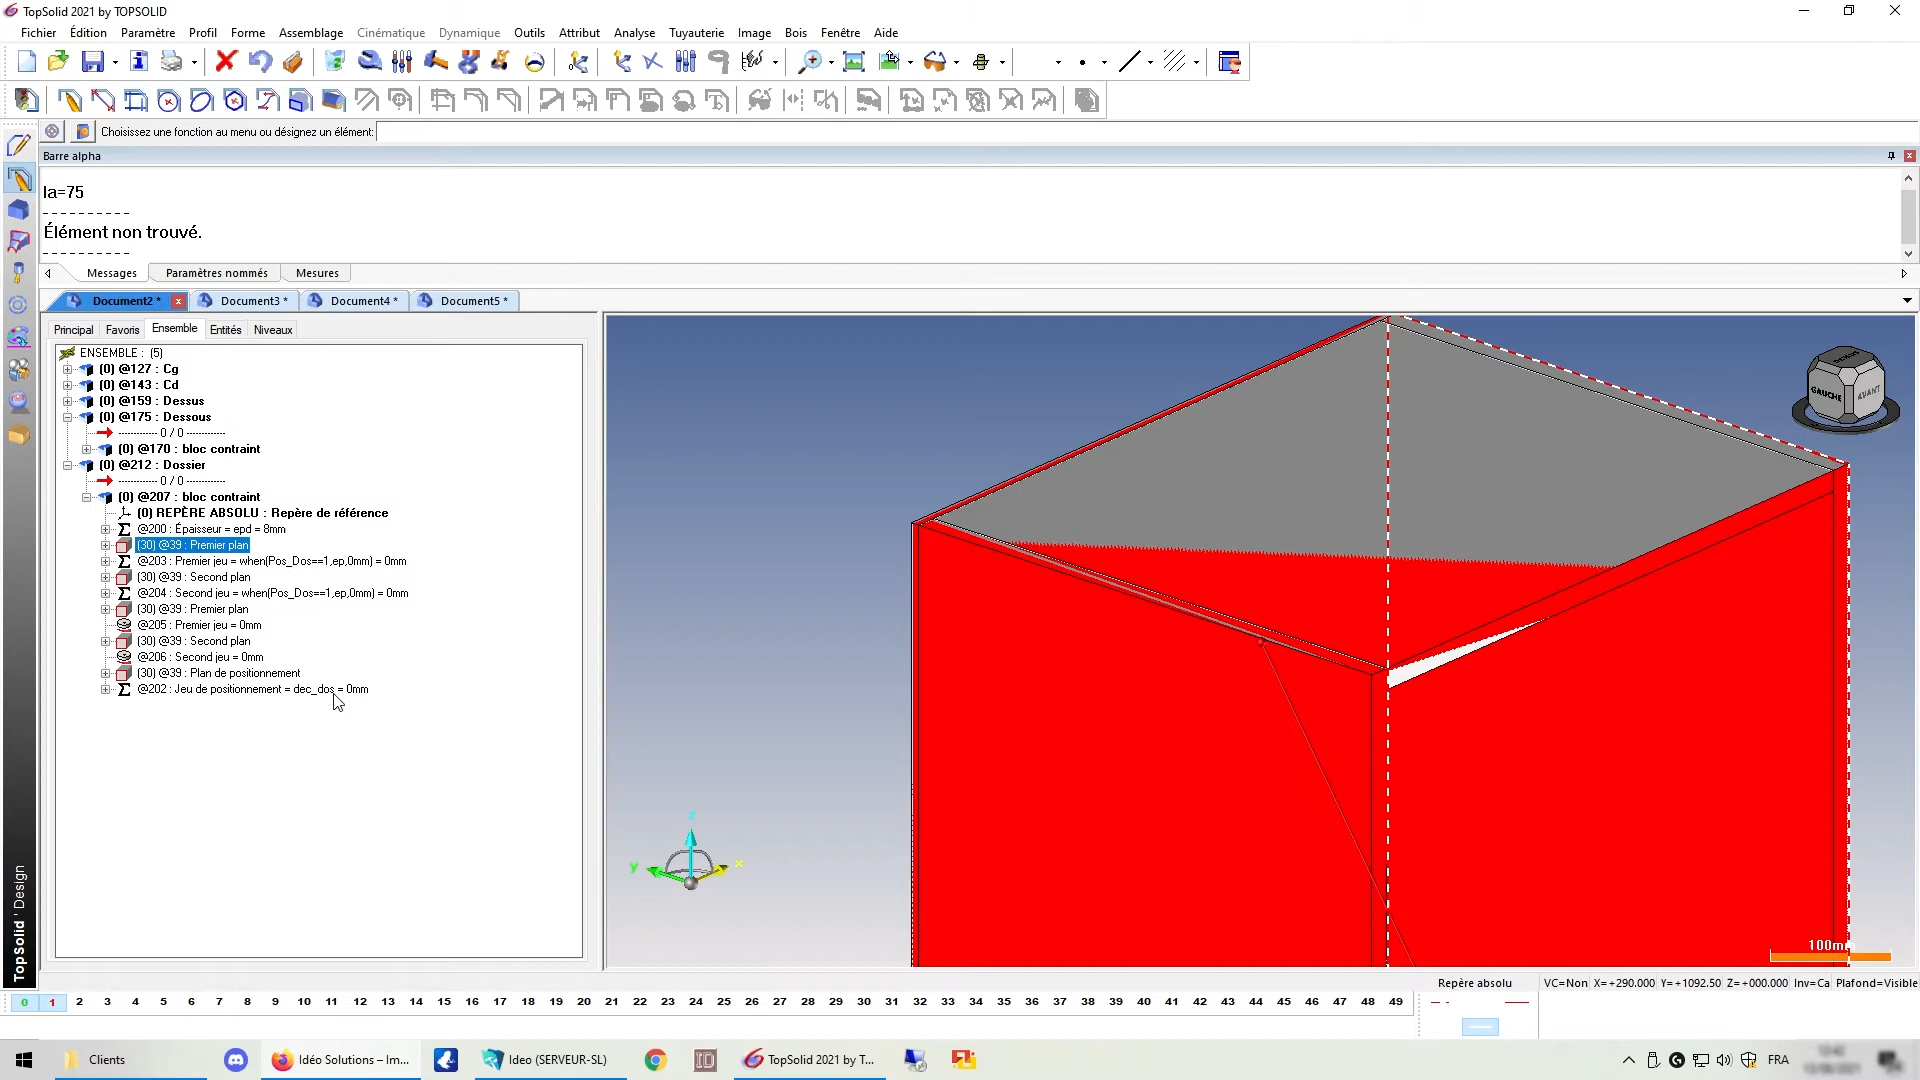 TopSolid 2021 by TOPSOLID
Fichier Édition Paramètre Profil Forme Assemblage Cinématique Dynamique Outils Attribut Analyse Tuyauterie Image Bois Fenêtre Aide
Choisissez une fonction au menu ou désignez un élément:
Barre alpha
la=75
----------
Élément non trouvé.
----------
Messages Paramètres nommés Mesures
Document2 * Document3 * Document4 * Document5 *
Principal Favoris Ensemble Entités Niveaux
ENSEMBLE : (5)
(0) @127 : Cg
(0) @143 : Cd
(0) @159 : Dessus
(0) @175 : Dessous
------------ 0 / 0 ------------
(0) @170 : bloc contraint
(0) @212 : Dossier
------------ 0 / 0 ------------
(0) @207 : bloc contraint
(0) REPÈRE ABSOLU : Repère de référence
@200 : Épaisseur = epd = 8mm
(30) @39 : Premier plan
@203 : Premier jeu = when(Pos_Dos==1,ep,0mm) = 0mm
(30) @39 : Second plan
@204 : Second jeu = when(Pos_Dos==1,ep,0mm) = 0mm
(30) @39 : Premier plan
@205 : Premier jeu = 0mm
(30) @39 : Second plan
@206 : Second jeu = 0mm
(30) @39 : Plan de positionnement
@202 : Jeu de positionnement = dec_dos = 0mm
DESSUS
GAUCHE
AVANT
z
y
x
100mm
TopSolid ' Design
Repère absolu VC=Non X=+290.000 Y=+1092.50 Z=+000.000 Inv=Ca Plafond=Visible
0 1 2 3 4 5 6 7 8 9 10 11 12 13 14 15 16 17 18 19 20 21 22 23 24 25 26 27 28 29 30 31 32 33 34 35 36 37 38 39 40 41 42 43 44 45 46 47 48 49
Clients Idéo Solutions – Im... Ideo (SERVEUR-SL) ID TopSolid 2021 by T... FRA